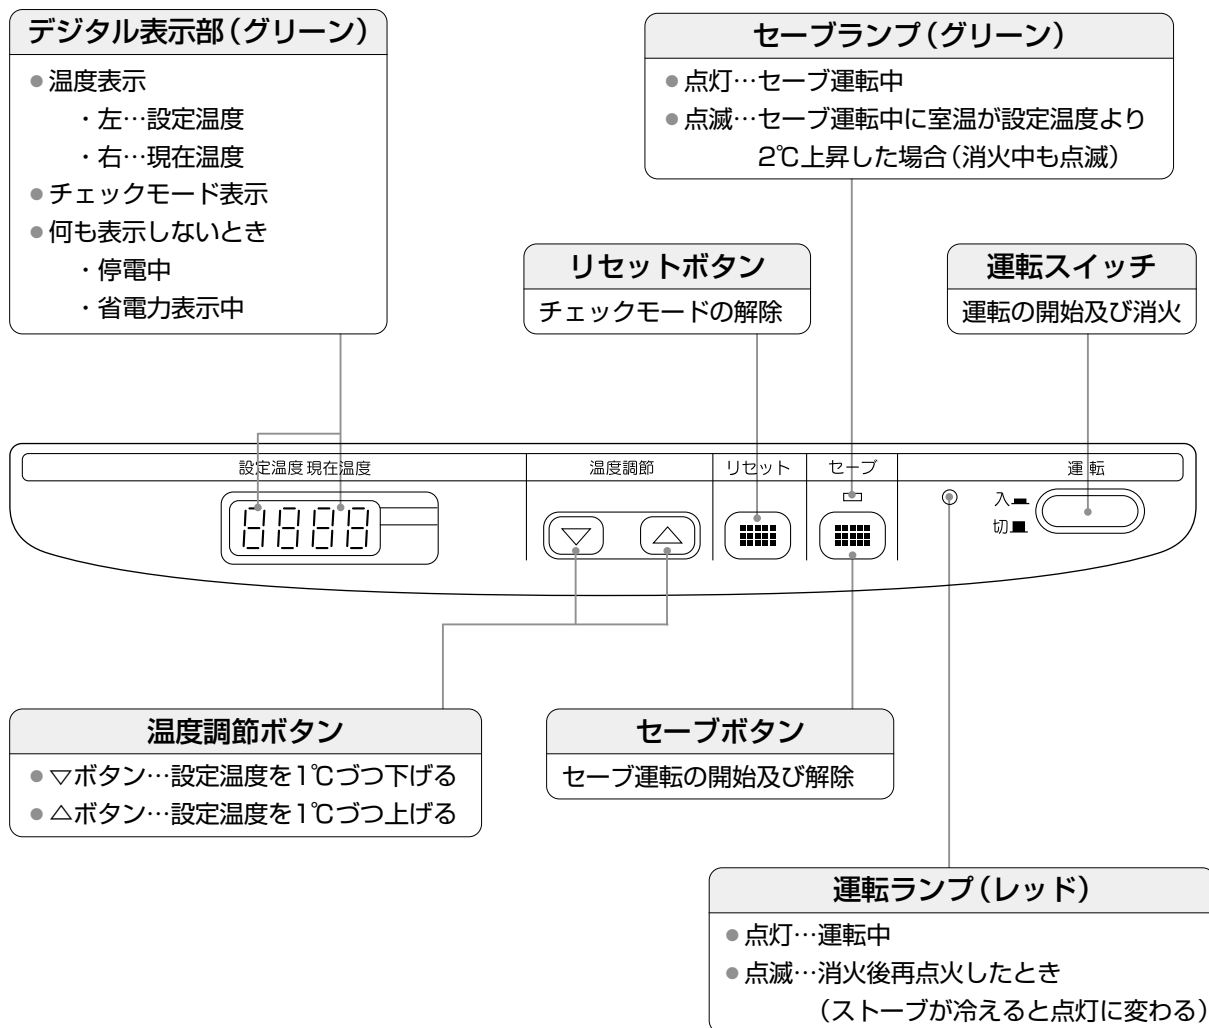 デジタル表示部(グリーン)
●温度表示
・左…設定温度
・右…現在温度
●チェックモード表示
●何も表示しないとき
・停電中
・省電力表示中
セーブランプ(グリーン)
●点灯…セーブ運転中
●点滅…セーブ運転中に室温が設定温度より
2℃上昇した場合(消火中も点滅)
リセットボタン
チェックモードの解除
運転スイッチ
運転の開始及び消火
設定温度 現在温度
温度調節
リセット
セーブ
運転
8888
入
切
▽
△
温度調節ボタン
●▽ボタン…設定温度を1℃づつ下げる
●△ボタン…設定温度を1℃づつ上げる
セーブボタン
セーブ運転の開始及び解除
運転ランプ(レッド)
●点灯…運転中
●点滅…消火後再点火したとき
(ストーブが冷えると点灯に変わる)